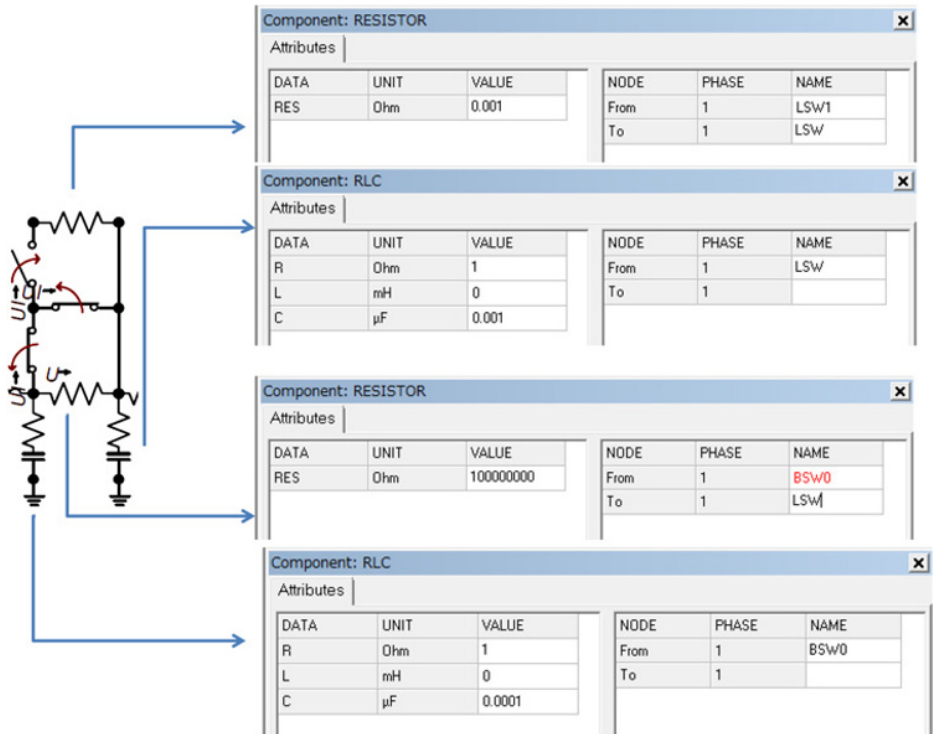 Component: RESISTOR
Attributes
DATA UNIT VALUE NODE PHASE NAME
RES Ohm 0.001 From 1 LSW1
To 1 LSW
Component: RLC
Attributes
DATA UNIT VALUE NODE PHASE NAME
R Ohm 1 From 1 LSW
L mH 0 To 1
C µF 0.001
UI
UI
U
UI
Component: RESISTOR
Attributes
DATA UNIT VALUE NODE PHASE NAME
RES Ohm 100000000 From 1 BSW0
To 1 LSW
Component: RLC
Attributes
DATA UNIT VALUE NODE PHASE NAME
R Ohm 1 From 1 BSW0
L mH 0 To 1
C µF 0.0001